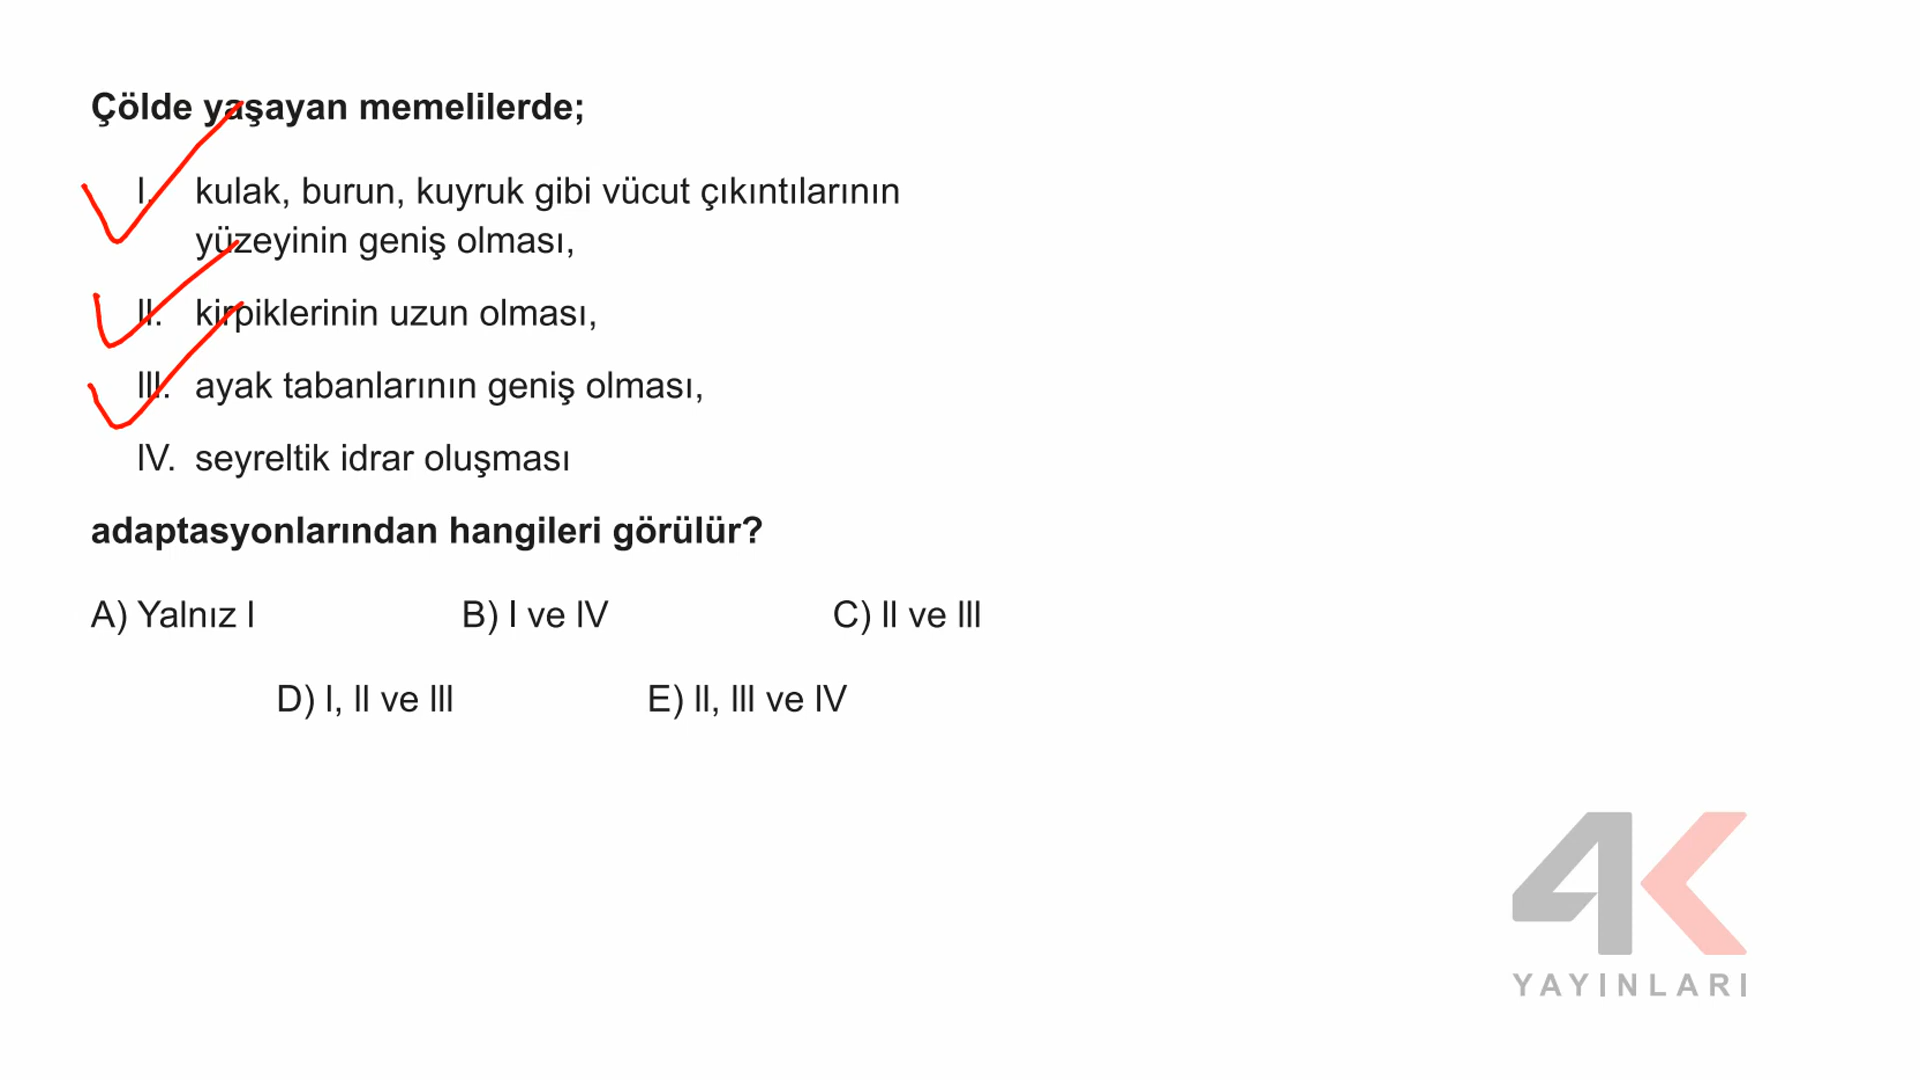 Çölde yaşayan memelilerde;
I. kulak, burun, kuyruk gibi vücut çıkıntılarının
yüzeyinin geniş olması,
II. kirpiklerinin uzun olması,
III. ayak tabanlarının geniş olması,
IV. seyreltik idrar oluşması
adaptasyonlarından hangileri görülür?
A) Yalnız I B) I ve IV C) II ve III
D) I, II ve III E) II, III ve IV
4K
YAYINLARI